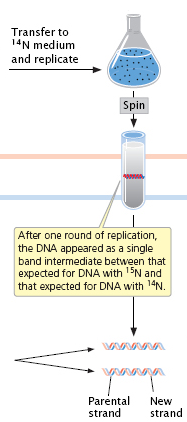 Transfer to
14N medium
and replicate
Spin
After one round of replication,
the DNA appeared as a single
band intermediate between that
expected for DNA with 15N and
that expected for DNA with 14N.
Parental
strand
New
strand